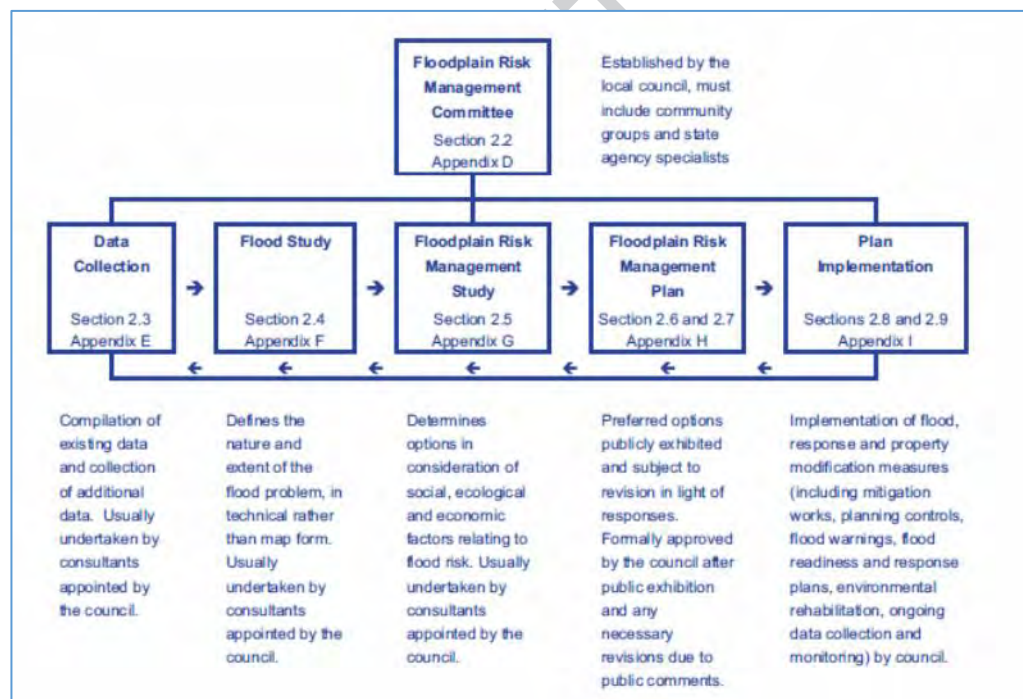 Floodplain Risk
Management
Committee
Section 2.2
Appendix D
Established by the
local council, must
include community
groups and state
agency specialists
Data
Collection
Section 2.3
Appendix E
Flood Study
Section 2.4
Appendix F
Floodplain Risk
Management
Study
Section 2.5
Appendix G
Floodplain Risk
Management
Plan
Section 2.6 and 2.7
Appendix H
Plan
Implementation
Sections 2.8 and 2.9
Appendix I
Compilation of
existing data
and collection
of additional
data. Usually
undertaken by
consultants
appointed by
the council.
Defines the
nature and
extent of the
flood problem, in
technical rather
than map form.
Usually
undertaken by
consultants
appointed by the
council.
Determines
options in
consideration of
social, ecological
and economic
factors relating to
flood risk. Usually
undertaken by
consultants
appointed by the
council.
Preferred options
publicly exhibited
and subject to
revision in light of
responses.
Formally approved
by the council after
public exhibition
and any
necessary
revisions due to
public comments.
Implementation of flood,
response and property
modification measures
(including mitigation
works, planning controls,
flood warnings, flood
readiness and response
plans, environmental
rehabilitation, ongoing
data collection and
monitoring) by council.